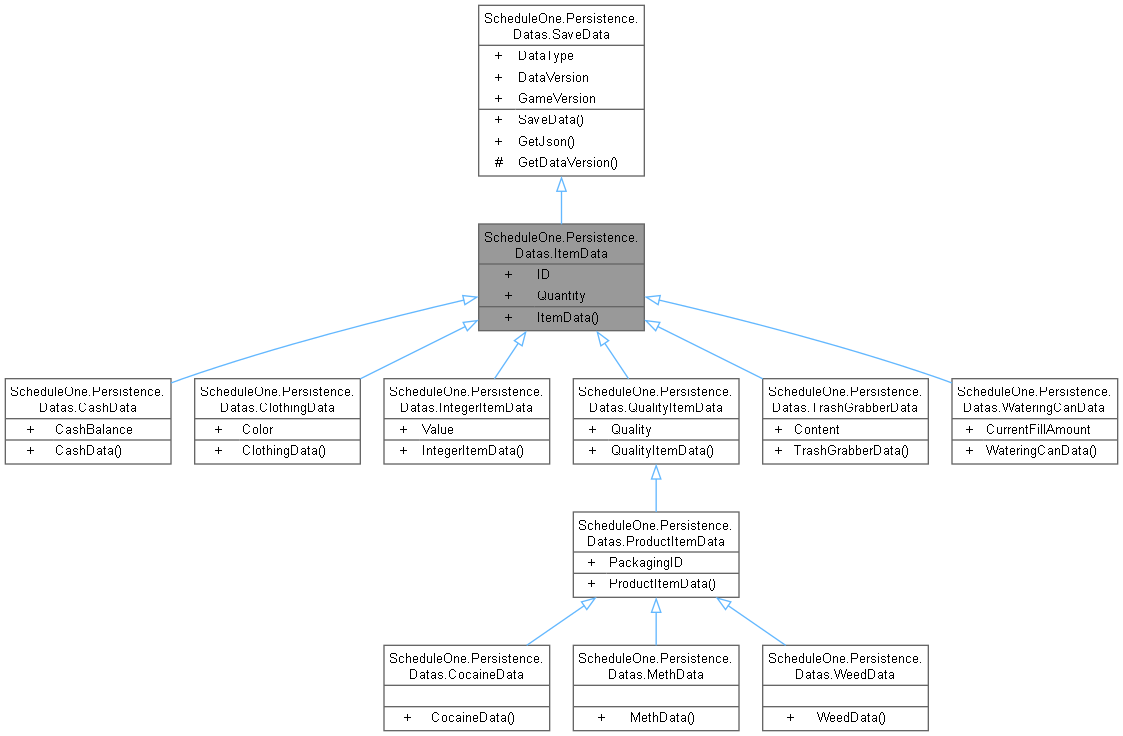 ScheduleOne.Persistence.
Datas.SaveData
+ DataType
+ DataVersion
+ GameVersion
+ SaveData()
+ GetJson()
# GetDataVersion()
ScheduleOne.Persistence.
Datas.ItemData
+ ID
+ Quantity
+ ItemData()
ScheduleOne.Persistence.
Datas.CashData
+ CashBalance
+ CashData()
ScheduleOne.Persistence.
Datas.ClothingData
+ Color
+ ClothingData()
ScheduleOne.Persistence.
Datas.IntegerItemData
+ Value
+ IntegerItemData()
ScheduleOne.Persistence.
Datas.QualityItemData
+ Quality
+ QualityItemData()
ScheduleOne.Persistence.
Datas.TrashGrabberData
+ Content
+ TrashGrabberData()
ScheduleOne.Persistence.
Datas.WateringCanData
+ CurrentFillAmount
+ WateringCanData()
ScheduleOne.Persistence.
Datas.ProductItemData
+ PackagingID
+ ProductItemData()
ScheduleOne.Persistence.
Datas.CocaineData
+ CocaineData()
ScheduleOne.Persistence.
Datas.MethData
+ MethData()
ScheduleOne.Persistence.
Datas.WeedData
+ WeedData()